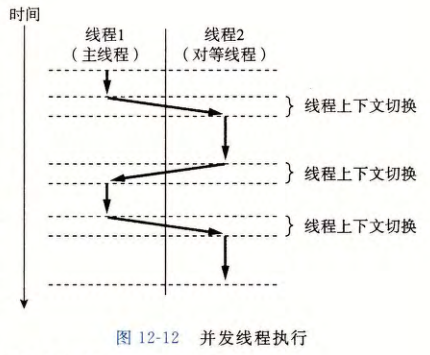 时间
线程1
（主线程）
线程2
（对等线程）
线程上下文切换
线程上下文切换
线程上下文切换
图 12-12 并发线程执行